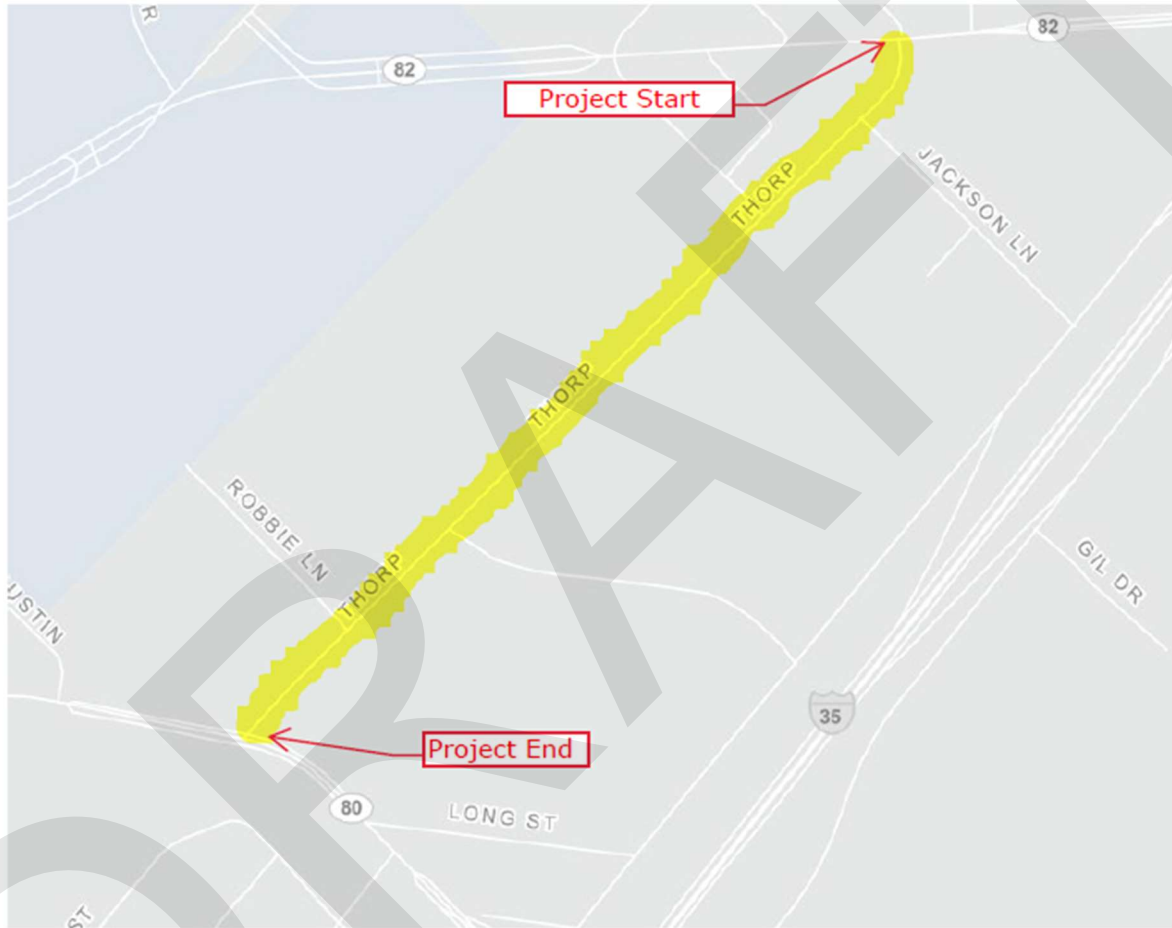 R
82
82
Project Start
JACKSON LN
THORP
THORP
ROBBIE LN
THORP
G/L DR
USTIN
35
Project End
80
LONG ST
ST
DRAFT